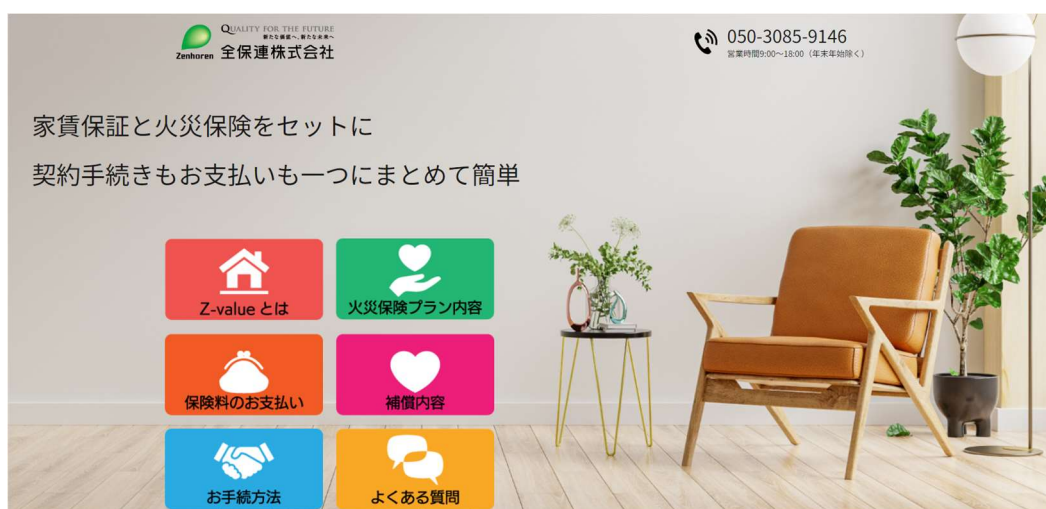 QUALITY FOR THE FUTURE
新たな価値へ、新たな未来へ
Zenhoren 全保連株式会社
050-3085-9146
営業時間9:00～18:00（年末年始除く）
家賃保証と火災保険をセットに
契約手続きもお支払いも一つにまとめて簡単
Z-valueとは
火災保険プラン内容
保険料のお支払い
補償内容
お手続方法
よくある質問